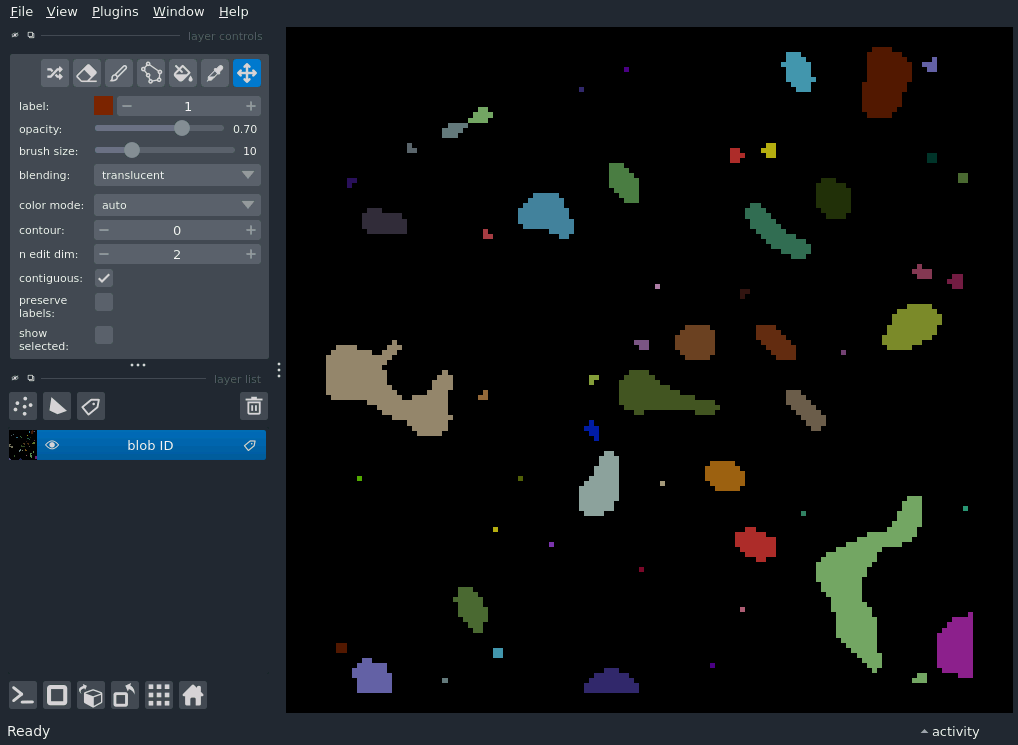 File View Plugins Window Help
layer controls
label: 1
opacity: 0.70
brush size: 10
blending: translucent
color mode: auto
contour: 0
n edit dim: 2
contiguous:
preserve
labels:
show
selected:
layer list
blob ID
Ready
activity